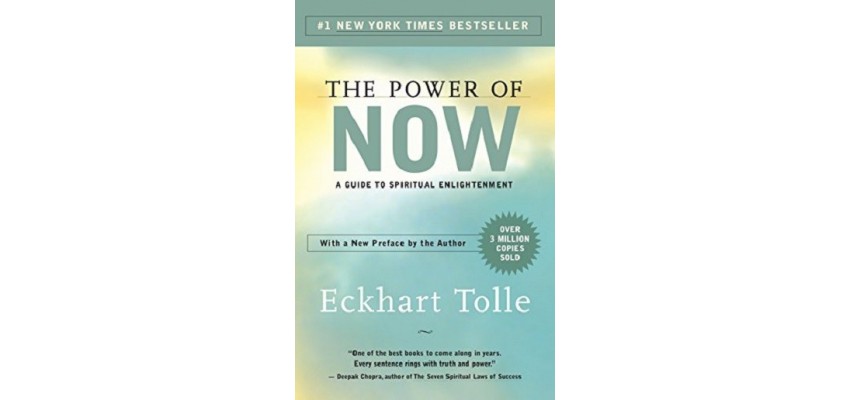 #1 NEW YORK TIMES BESTSELLER
THE POWER OF
NOW
A GUIDE TO SPIRITUAL ENLIGHTENMENT
With a New Preface by the Author
OVER
3 MILLION
COPIES
SOLD
Eckhart Tolle
~
"One of the best books to come along in years.
Every sentence rings with truth and power."
— Deepak Chopra, author of The Seven Spiritual Laws of Success